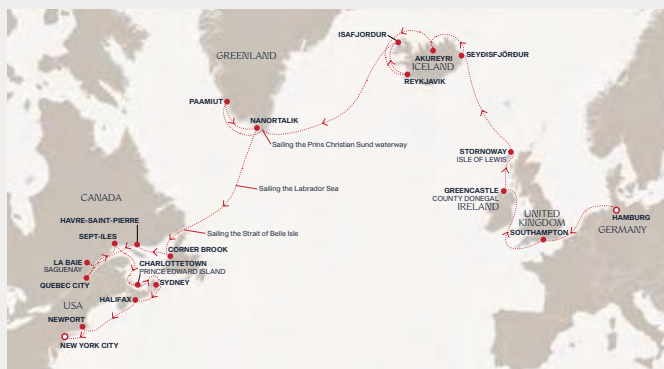 GREENLAND
ISAFJORDUR
AKUREYRI
ICELAND
SEYÐISFJÖRÐUR
REYKJAVIK
PAAMIUT
NANORTALIK
Sailing the Prins Christian Sund waterway
STORNOWAY
ISLE OF LEWIS
Sailing the Labrador Sea
GREENCASTLE
COUNTY DONEGAL
IRELAND
UNITED
KINGDOM
SOUTHAMPTON
HAMBURG
GERMANY
CANADA
HAVRE-SAINT-PIERRE
Sailing the Strait of Belle Isle
SEPT-ILES
CORNER BROOK
LA BAIE
SAGUENAY
CHARLOTTETOWN
PRINCE EDWARD ISLAND
QUEBEC CITY
SYDNEY
USA
HALIFAX
NEWPORT
NEW YORK CITY